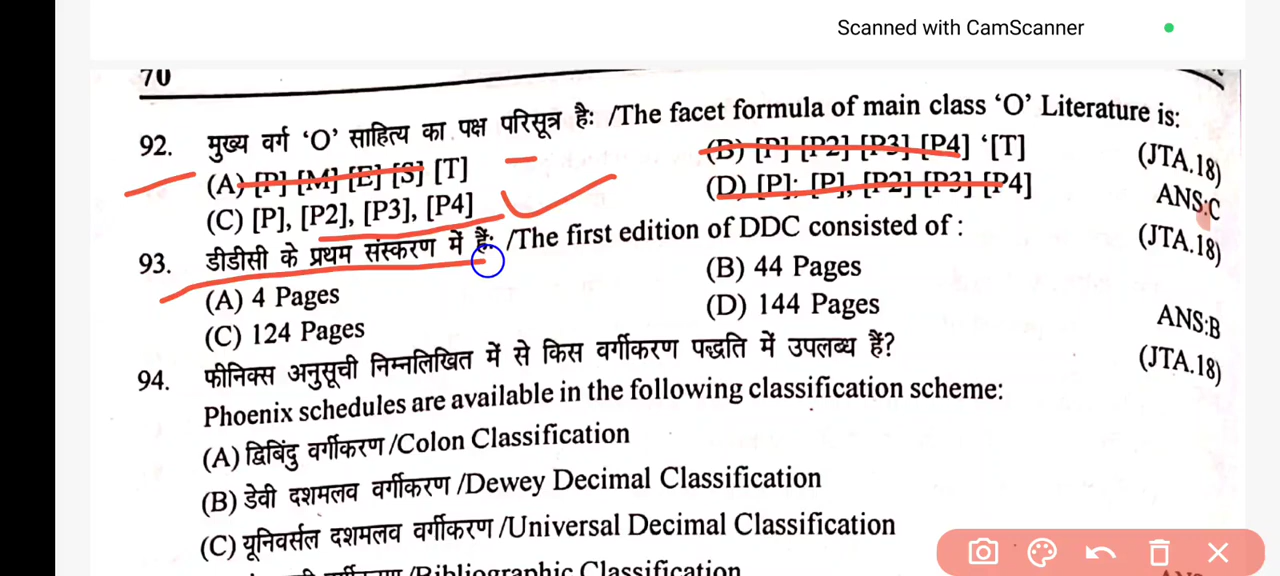 Scanned with CamScanner
70
92. मुख्य वर्ग ‘O’ साहित्य का पक्ष परिसूत्र हैः /The facet formula of main class ‘O’ Literature is:
(A) [P] [M] [E] [S] [T] (B) [P] [P2] [P3] [P4] ‘[T] (JTA.18)
(C) [P], [P2], [P3], [P4] (D) [P]; [P], [P2] [P3] [P4] ANS:C
93. डीडीसी के प्रथम संस्करण में हैंः /The first edition of DDC consisted of : (JTA.18)
(A) 4 Pages (B) 44 Pages
(C) 124 Pages (D) 144 Pages ANS:B
94. फीनिक्स अनुसूची निम्नलिखित में से किस वर्गीकरण पद्धति में उपलब्ध हैं? (JTA.18)
Phoenix schedules are available in the following classification scheme:
(A) द्विबिंदु वर्गीकरण /Colon Classification
(B) डेवी दशमलव वर्गीकरण /Dewey Decimal Classification
(C) यूनिवर्सल दशमलव वर्गीकरण /Universal Decimal Classification
वर्गीकरण /Bibliographic Classification